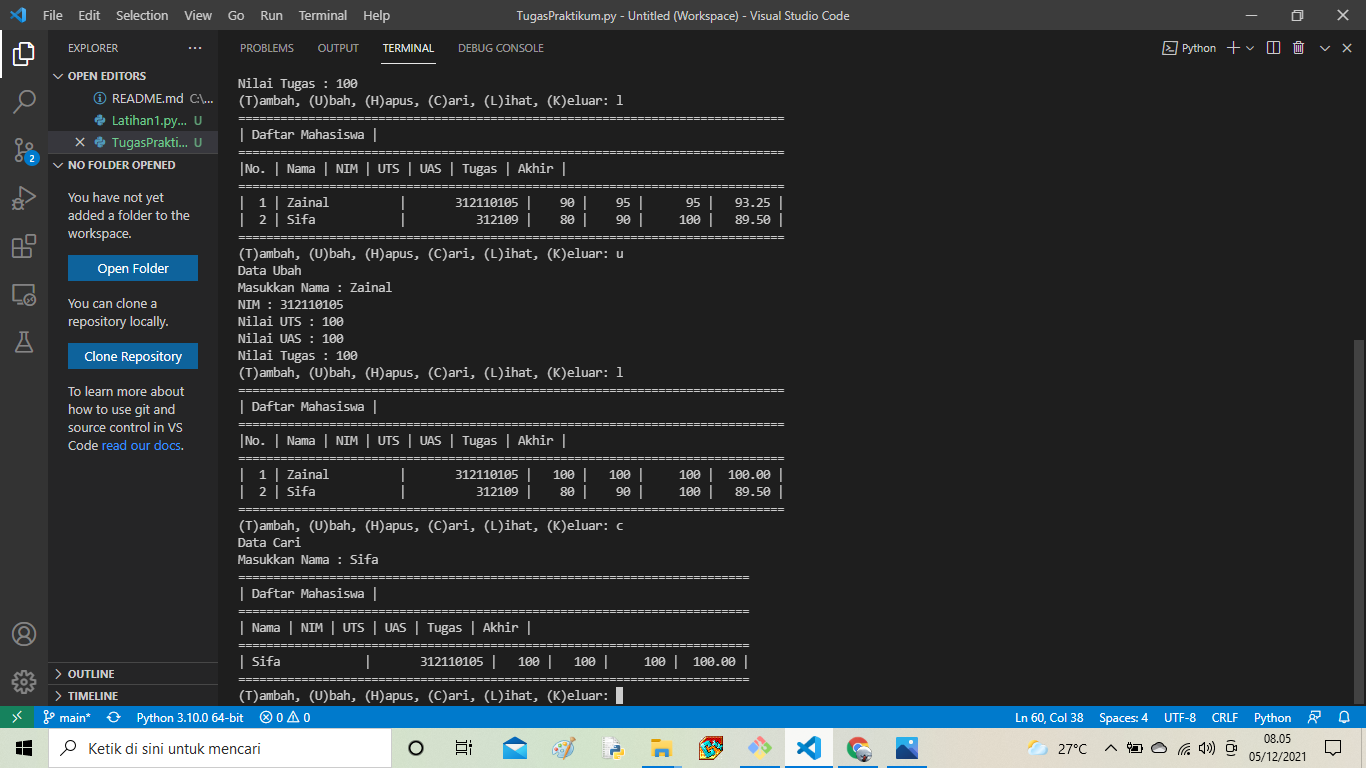 File Edit Selection View Go Run Terminal Help TugasPraktikum.py - Untitled (Workspace) - Visual Studio Code
EXPLORER
OPEN EDITORS
README.md C:\...
Latihan1.py... U
TugasPrakti... U
2
NO FOLDER OPENED
You have not yet
added a folder to the
workspace.
Open Folder
You can clone a
repository locally.
Clone Repository
To learn more about
how to use git and
source control in VS
Code read our docs.
OUTLINE
TIMELINE
PROBLEMS OUTPUT TERMINAL DEBUG CONSOLE Python
Nilai Tugas : 100
(T)ambah, (U)bah, (H)apus, (C)ari, (L)ihat, (K)eluar: l
==============================================================================
| Daftar Mahasiswa |
==============================================================================
|No. | Nama | NIM | UTS | UAS | Tugas | Akhir |
==============================================================================
|  1 | Zainal          |       312110105 |    90 |    95 |      95 |   93.25 |
|  2 | Sifa            |          312109 |    80 |    90 |     100 |   89.50 |
==============================================================================
(T)ambah, (U)bah, (H)apus, (C)ari, (L)ihat, (K)eluar: u
Data Ubah
Masukkan Nama : Zainal
NIM : 312110105
Nilai UTS : 100
Nilai UAS : 100
Nilai Tugas : 100
(T)ambah, (U)bah, (H)apus, (C)ari, (L)ihat, (K)eluar: l
==============================================================================
| Daftar Mahasiswa |
==============================================================================
|No. | Nama | NIM | UTS | UAS | Tugas | Akhir |
==============================================================================
|  1 | Zainal          |       312110105 |   100 |   100 |     100 |  100.00 |
|  2 | Sifa            |          312109 |    80 |    90 |     100 |   89.50 |
==============================================================================
(T)ambah, (U)bah, (H)apus, (C)ari, (L)ihat, (K)eluar: c
Data Cari
Masukkan Nama : Sifa
=========================================================================
| Daftar Mahasiswa |
=========================================================================
| Nama | NIM | UTS | UAS | Tugas | Akhir |
=========================================================================
| Sifa            |       312110105 |   100 |   100 |     100 |  100.00 |
=========================================================================
(T)ambah, (U)bah, (H)apus, (C)ari, (L)ihat, (K)eluar:
main* Python 3.10.0 64-bit 0 0 Ln 60, Col 38 Spaces: 4 UTF-8 CRLF Python
Ketik di sini untuk mencari 27°C 08.05
05/12/2021